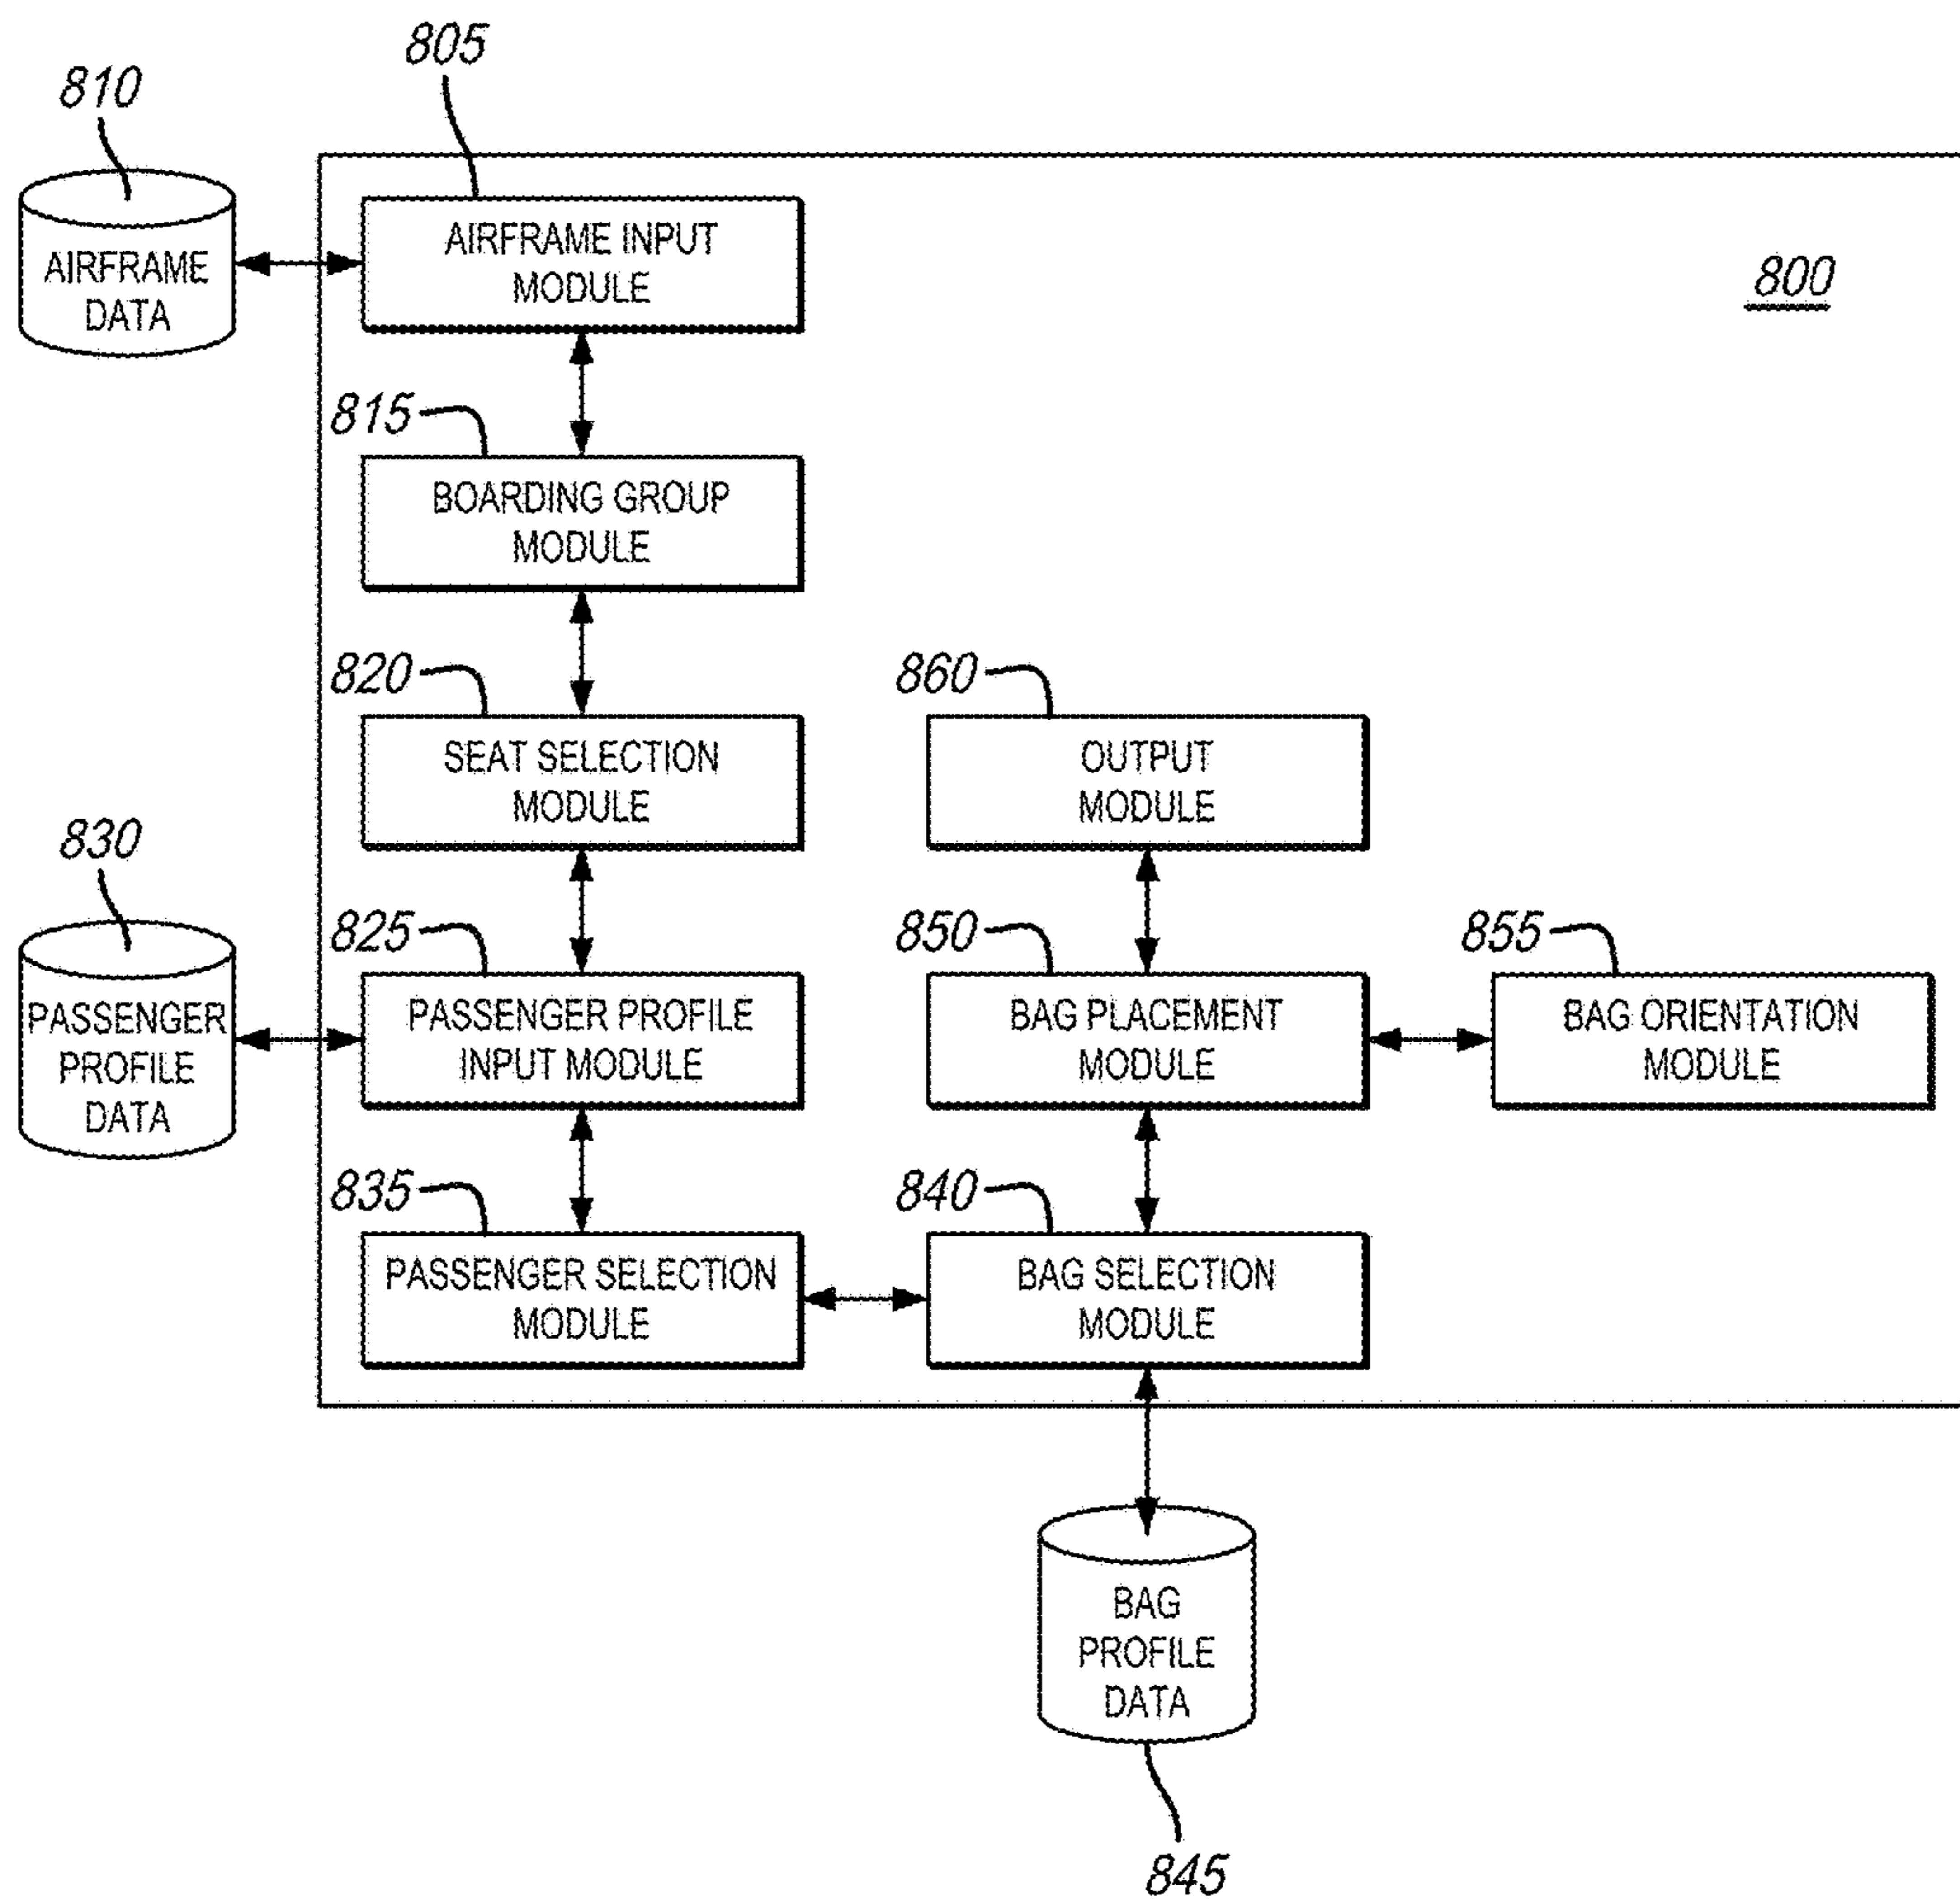 805
810
AIRFRAME INPUT
MODULE
AIRFRAME
DATA
800
815
BOARDING GROUP
MODULE
820
860
SEAT SELECTION
MODULE
OUTPUT
MODULE
830
825
850
855
PASSENGER
PROFILE
DATA
PASSENGER PROFILE
INPUT MODULE
BAG PLACEMENT
MODULE
BAG ORIENTATION
MODULE
835
840
PASSENGER SELECTION
MODULE
BAG SELECTION
MODULE
BAG
PROFILE
DATA
845